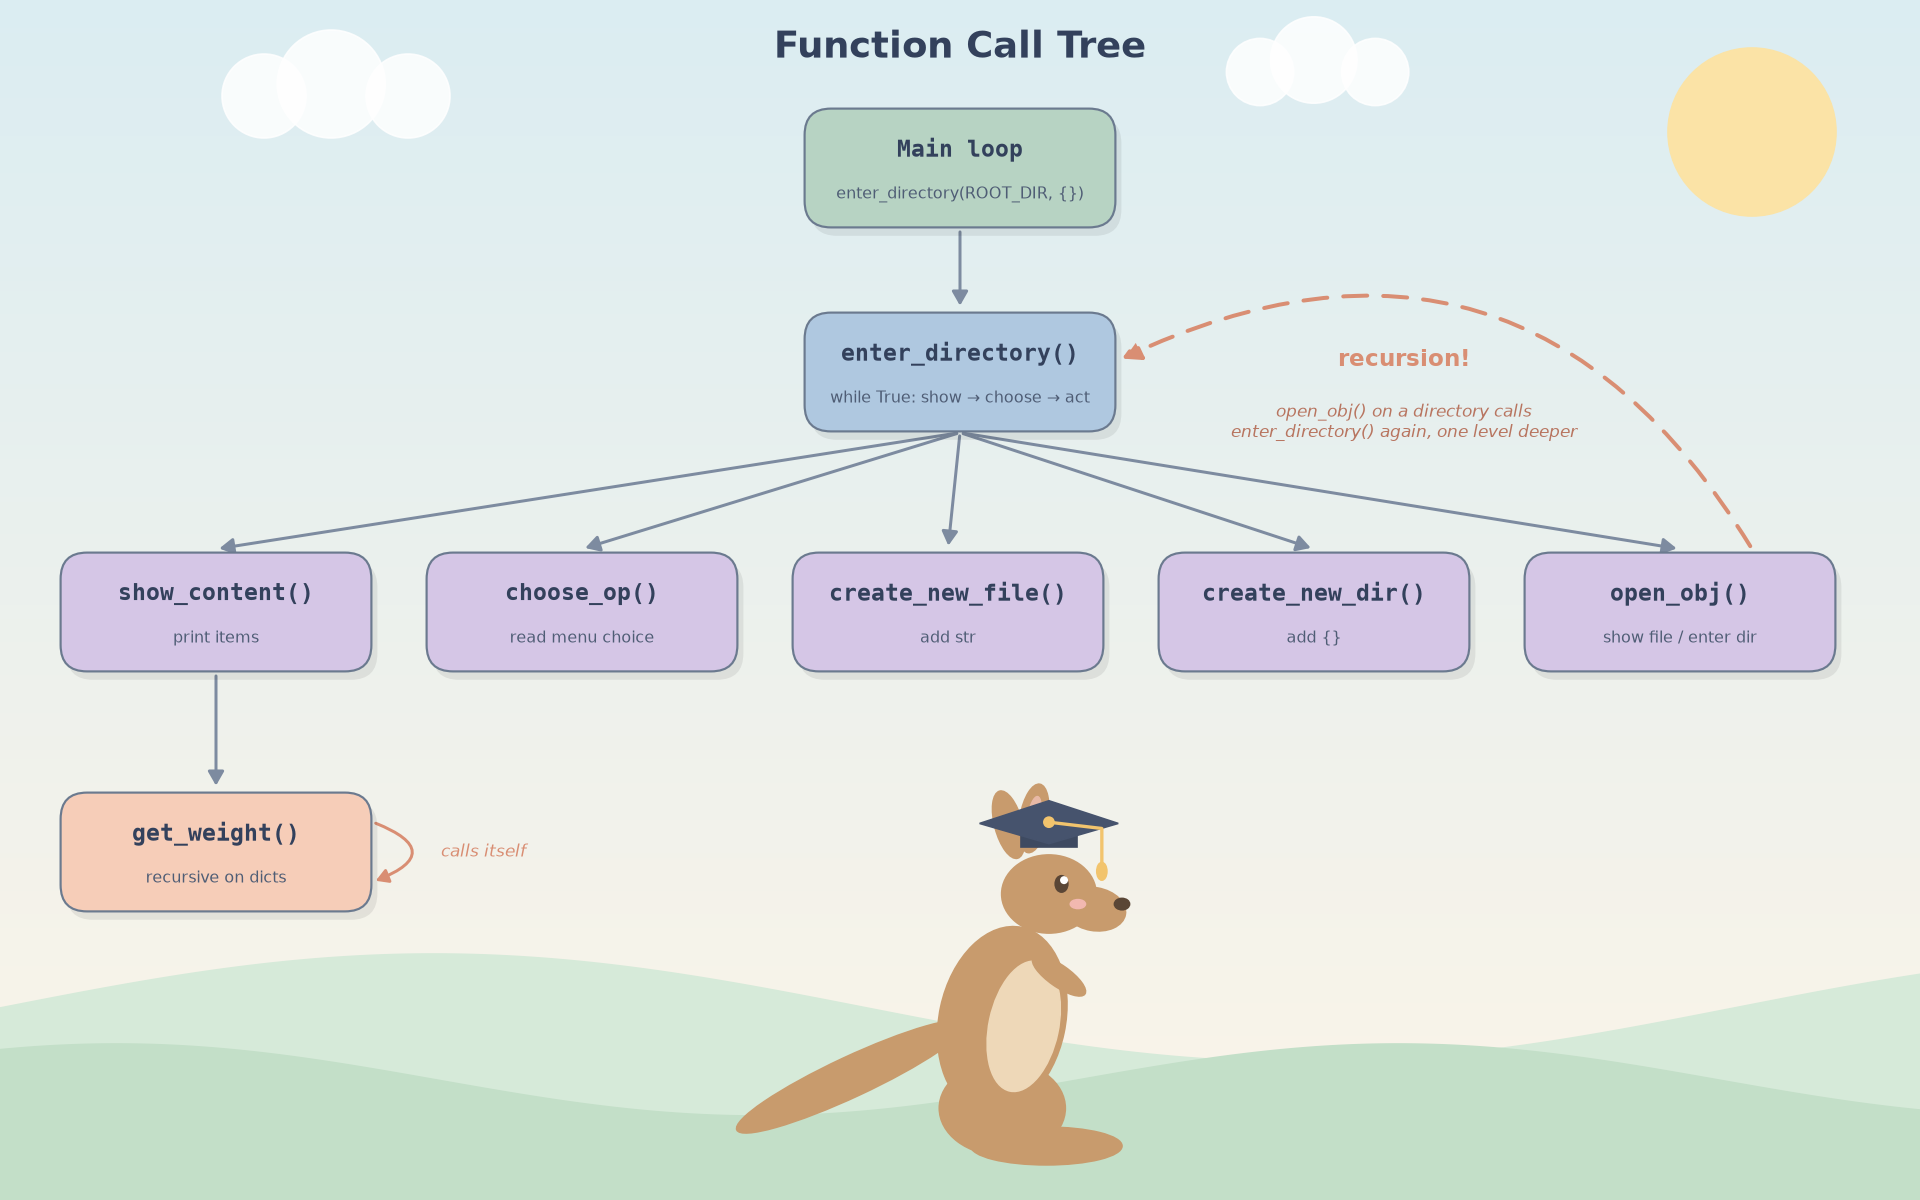 Function Call Tree
Main loop
enter_directory(ROOT_DIR, {})
enter_directory()
while True: show → choose → act
recursion!
open_obj() on a directory calls
enter_directory() again, one level deeper
show_content()
print items
choose_op()
read menu choice
create_new_file()
add str
create_new_dir()
add {}
open_obj()
show file / enter dir
get_weight()
recursive on dicts
calls itself